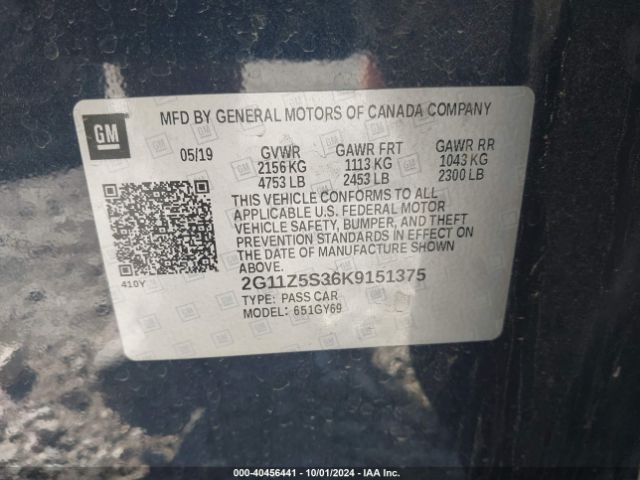 MFD BY GENERAL MOTORS OF CANADA COMPANY
GM
05/19 GVWR GAWR FRT GAWR RR
2156 KG 1113 KG 1043 KG
4753 LB 2453 LB 2300 LB
THIS VEHICLE CONFORMS TO ALL
APPLICABLE U.S. FEDERAL MOTOR
VEHICLE SAFETY, BUMPER, AND THEFT
PREVENTION STANDARDS IN EFFECT ON
THE DATE OF MANUFACTURE SHOWN
ABOVE.
410Y
2G11Z5S36K9151375
TYPE: PASS CAR
MODEL: 651GY69
000-40456441 - 10/01/2024 - IAA Inc.